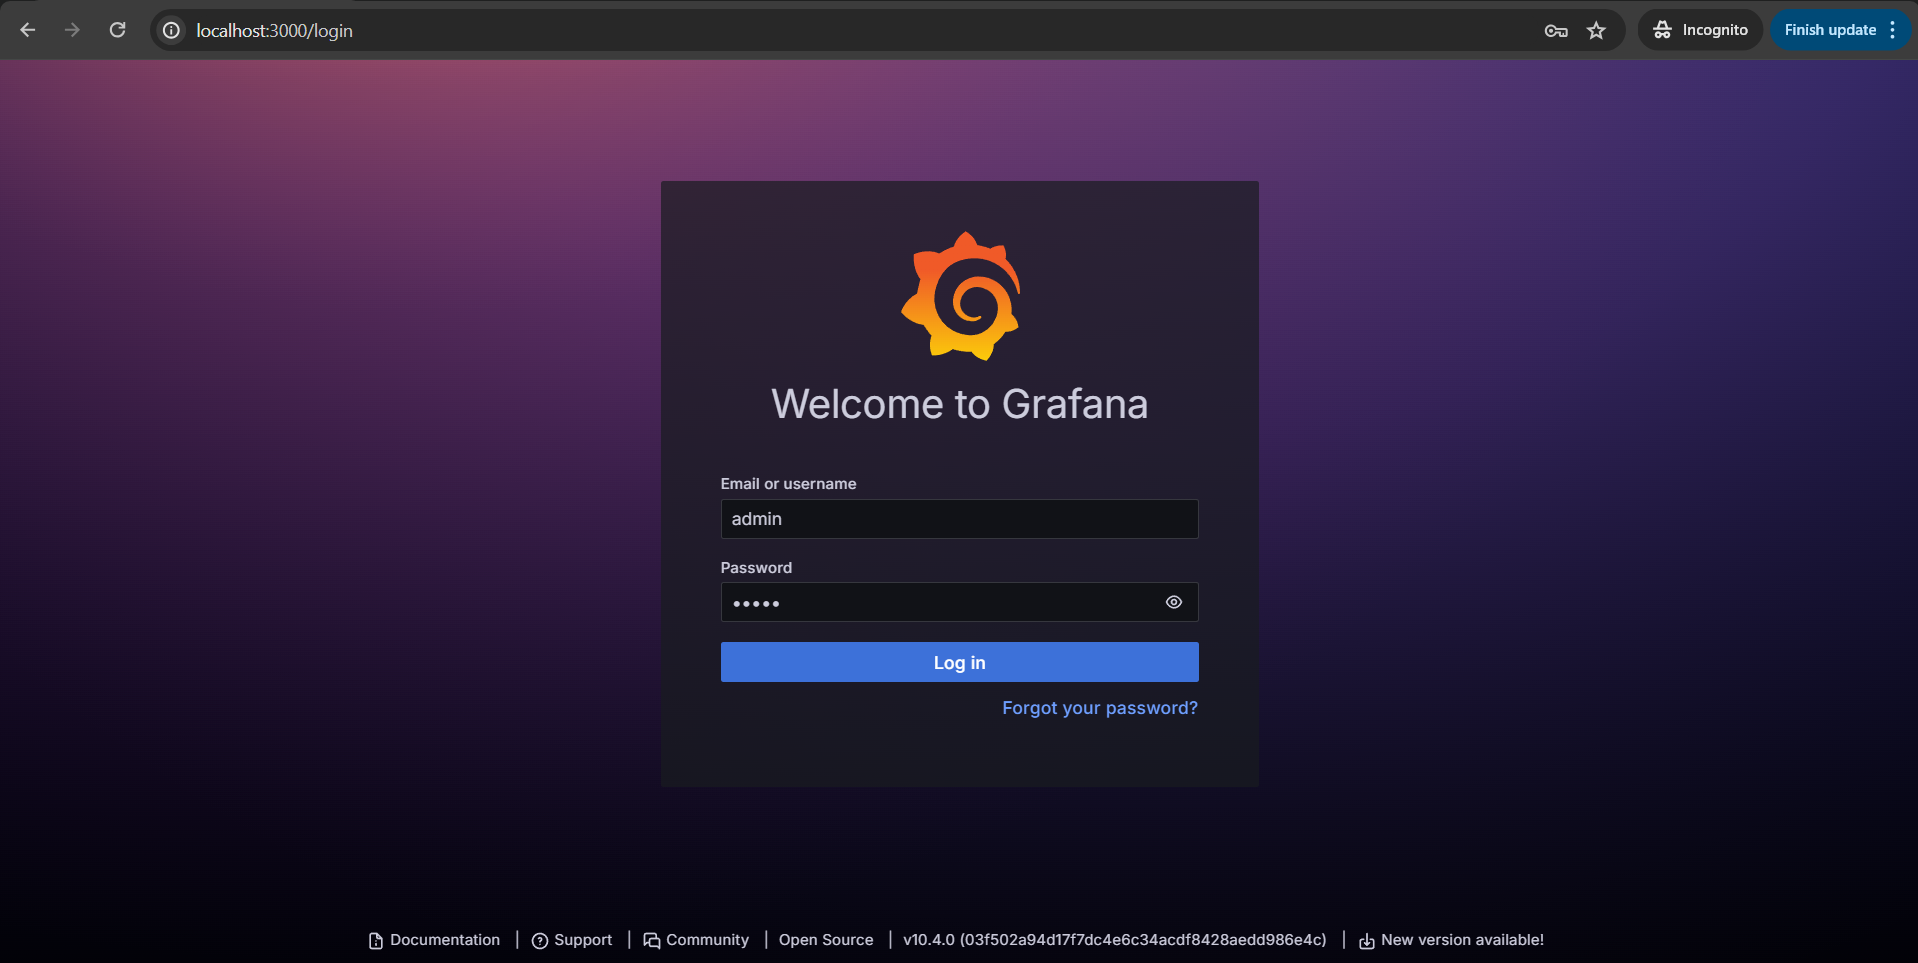 localhost:3000/login
Incognito
Finish update
Welcome to Grafana
Email or username
admin
Password
•••••
Log in
Forgot your password?
Documentation | Support | Community | Open Source | v10.4.0 (03f502a94d17f7dc4e6c34acdf8428aedd986e4c) | New version available!